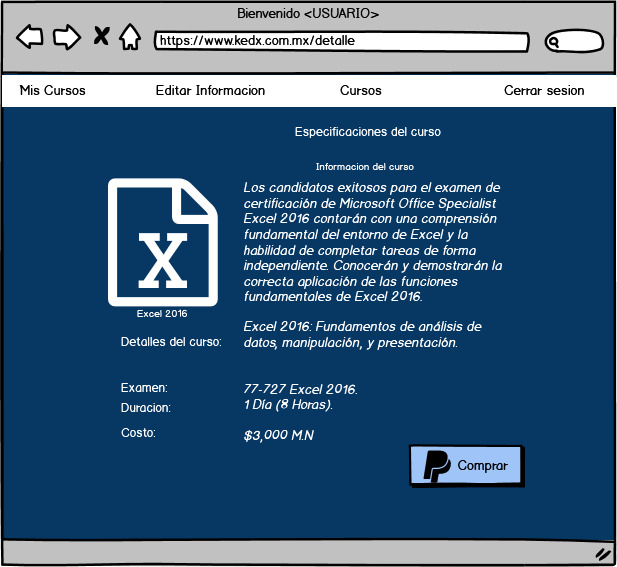 Bienvenido <USUARIO>
https://www.kedx.com.mx/detalle
Mis Cursos Editar Informacion Cursos Cerrar sesion
Especificaciones del curso
Informacion del curso
Los candidatos exitosos para el examen de
certificación de Microsoft Office Specialist
Excel 2016 contarán con una comprensión
fundamental del entorno de Excel y la
habilidad de completar tareas de forma
independiente. Conocerán y demostrarán la
correcta aplicación de las funciones
fundamentales de Excel 2016.
X
Excel 2016
Detalles del curso:
Excel 2016: Fundamentos de análisis de
datos, manipulación, y presentación.
Examen: 77-727 Excel 2016.
Duracion: 1 Día (8 Horas).
Costo: $3,000 M.N
Comprar